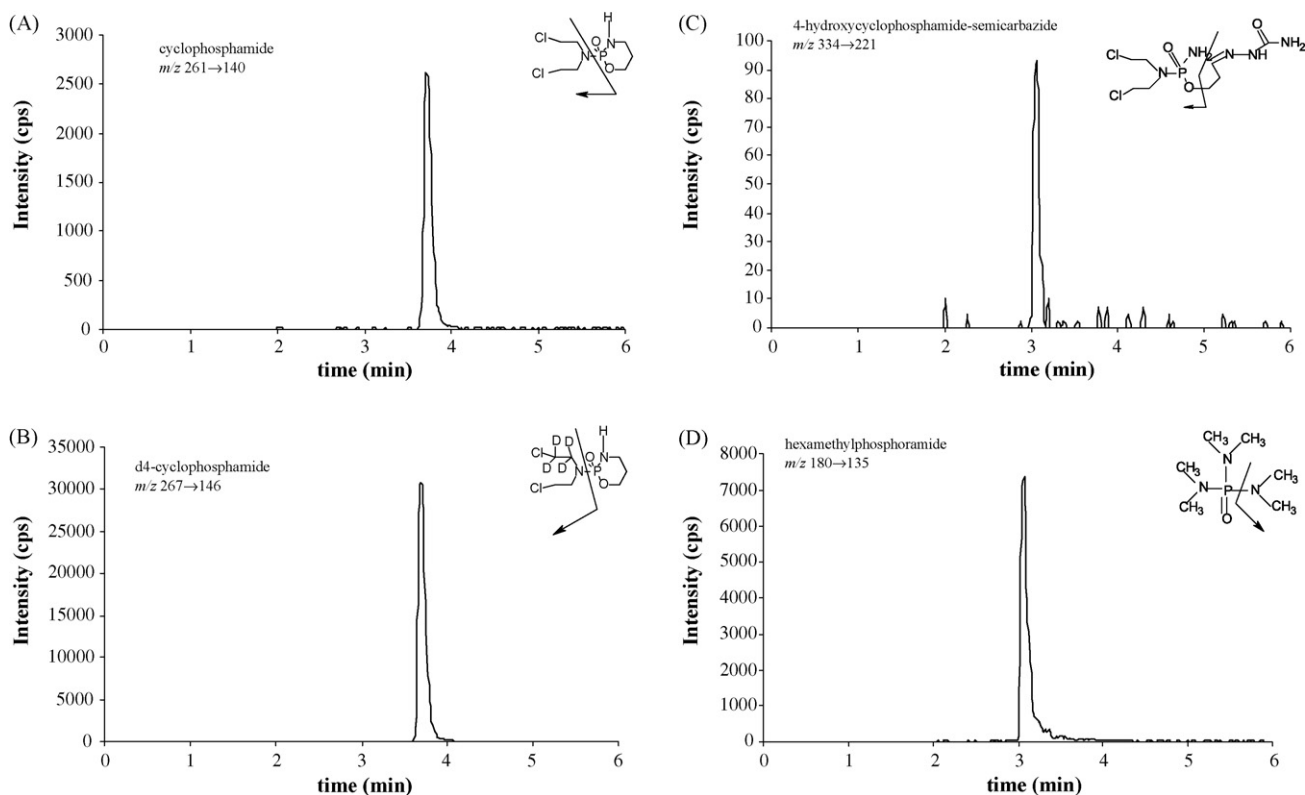 (A)
cyclophosphamide
m/z 261→140
Intensity (cps)
3000
2500
2000
1500
1000
500
0
0 1 2 3 4 5 6
time (min)
Cl
Cl
N
P
O
O
N
H
(B)
d4-cyclophosphamide
m/z 267→146
Intensity (cps)
35000
30000
25000
20000
15000
10000
5000
0
0 1 2 3 4 5 6
time (min)
Cl
D
D
D
D
Cl
N
P
O
O
N
H
(C)
4-hydroxycyclophosphamide-semicarbazide
m/z 334→221
Intensity (cps)
100
90
80
70
60
50
40
30
20
10
0
0 1 2 3 4 5 6
time (min)
Cl
Cl
N
P
O
O
NH2
N
NH
O
NH2
(D)
hexamethylphosphoramide
m/z 180→135
Intensity (cps)
8000
7000
6000
5000
4000
3000
2000
1000
0
0 1 2 3 4 5 6
time (min)
CH3
CH3
N
CH3
N
P
N
CH3
CH3
CH3
O